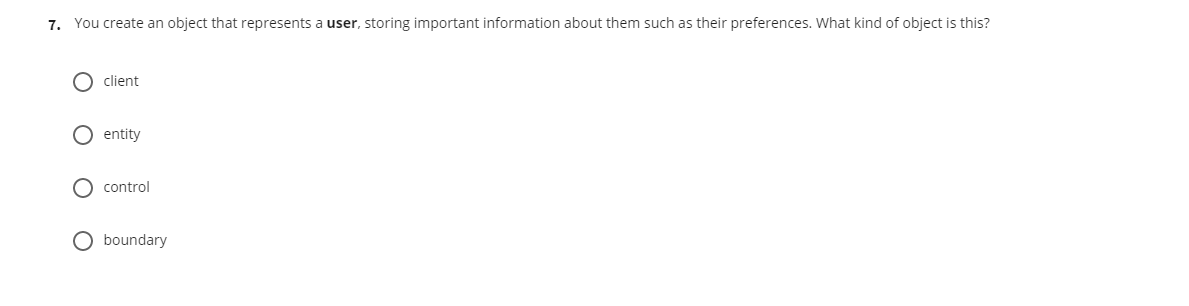 7. You create an object that represents a user, storing important information about them such as their preferences. What kind of object is this?
client
entity
control
boundary